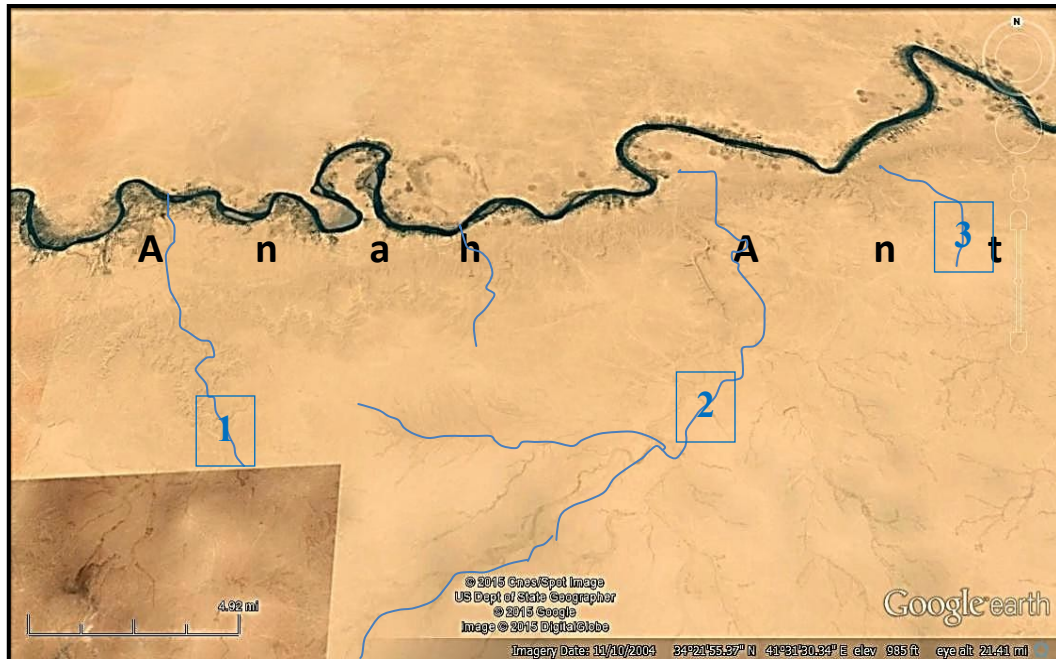 N
A n a h A n t
3
2
1
4.92 mi
© 2015 Cnes/Spot Image
US Dept of State Geographer
© 2015 Google
Image © 2015 DigitalGlobe
Google earth
Imagery Date: 11/10/2004 34°21'55.37" N 41°31'30.34" E elev 985 ft eye alt 21.41 mi